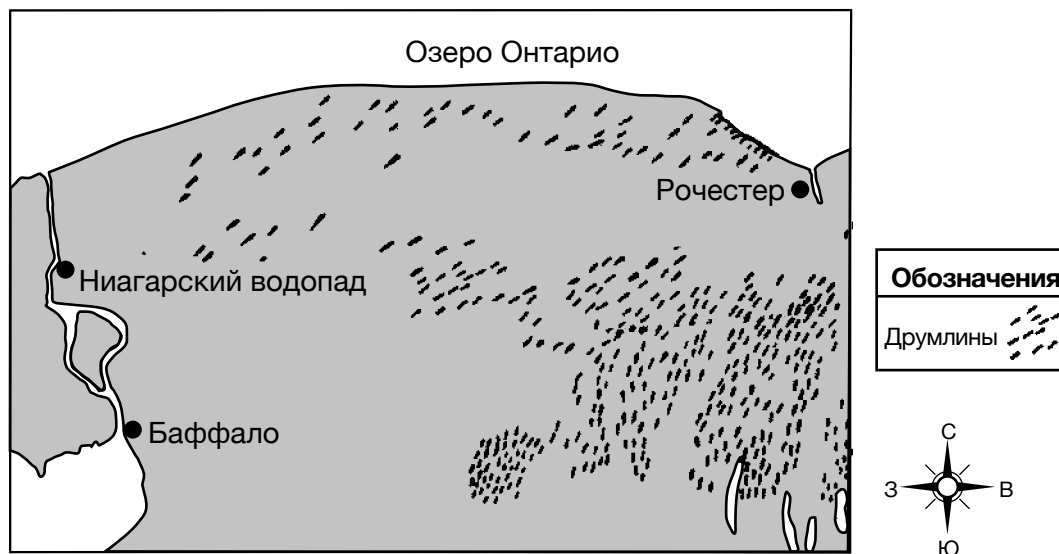 Озеро Онтарио
Рочестер
Ниагарский водопад
Баффало
Обозначения
Друмлины
С
З
В
Ю